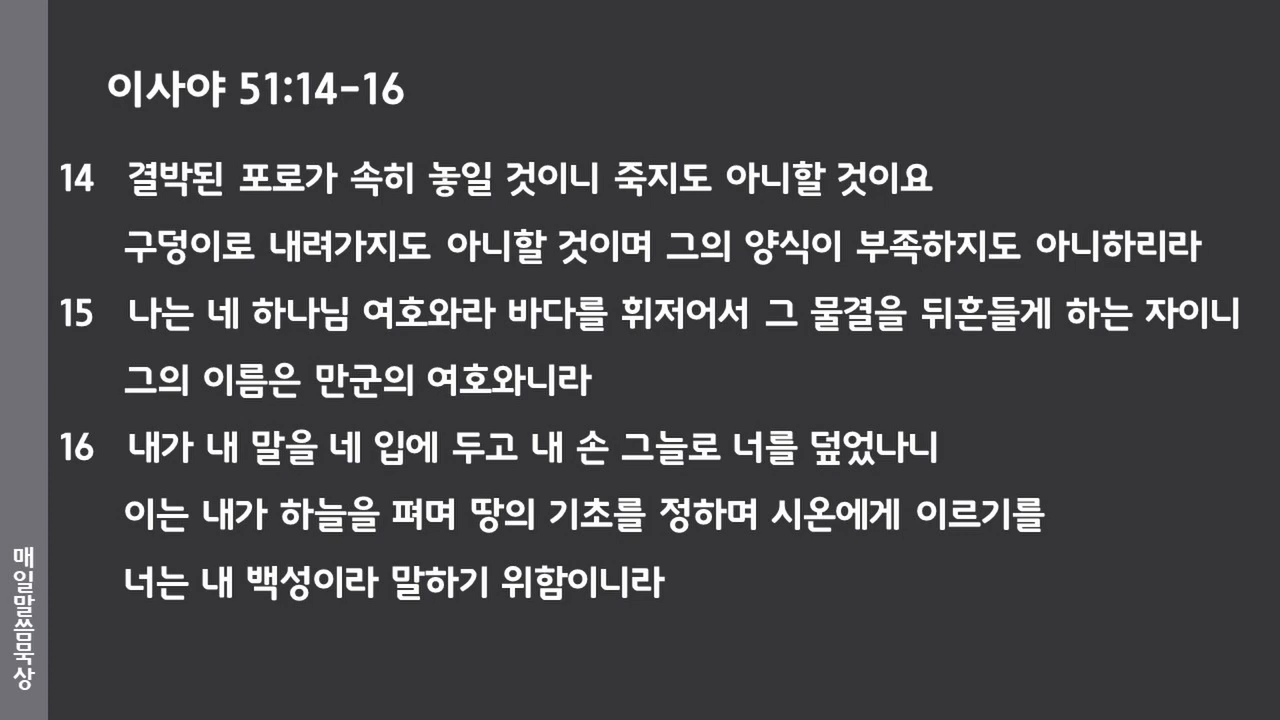 이사야 51:14-16
14 결박된 포로가 속히 놓일 것이니 죽지도 아니할 것이요
구덩이로 내려가지도 아니할 것이며 그의 양식이 부족하지도 아니하리라
15 나는 네 하나님 여호와라 바다를 휘저어서 그 물결을 뒤흔들게 하는 자이니
그의 이름은 만군의 여호와니라
16 내가 내 말을 네 입에 두고 내 손 그늘로 너를 덮었나니
이는 내가 하늘을 펴며 땅의 기초를 정하며 시온에게 이르기를
너는 내 백성이라 말하기 위함이니라
매일말씀묵상